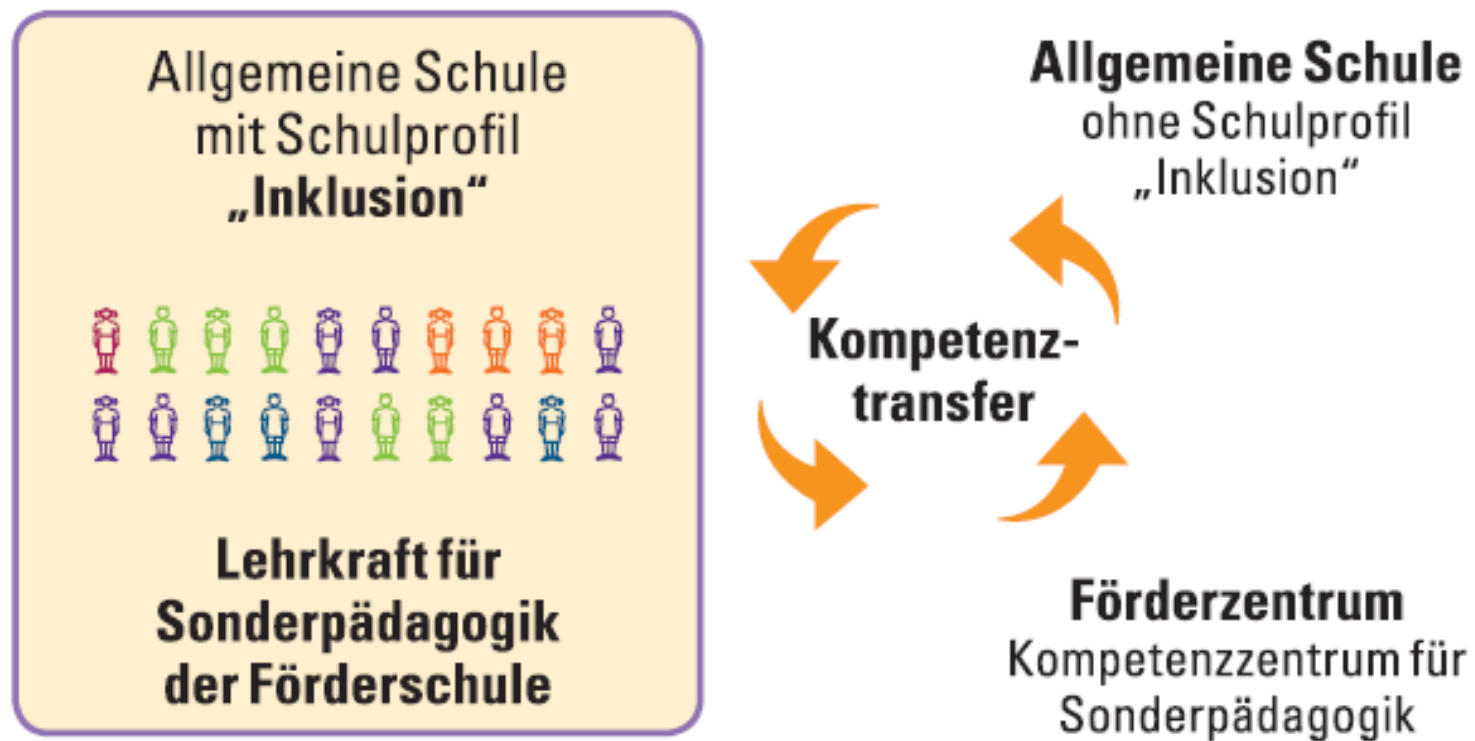 Allgemeine Schule
mit Schulprofil
„Inklusion“
Lehrkraft für
Sonderpädagogik
der Förderschule
Kompetenz-
transfer
Allgemeine Schule
ohne Schulprofil
„Inklusion“
Förderzentrum
Kompetenzzentrum für
Sonderpädagogik